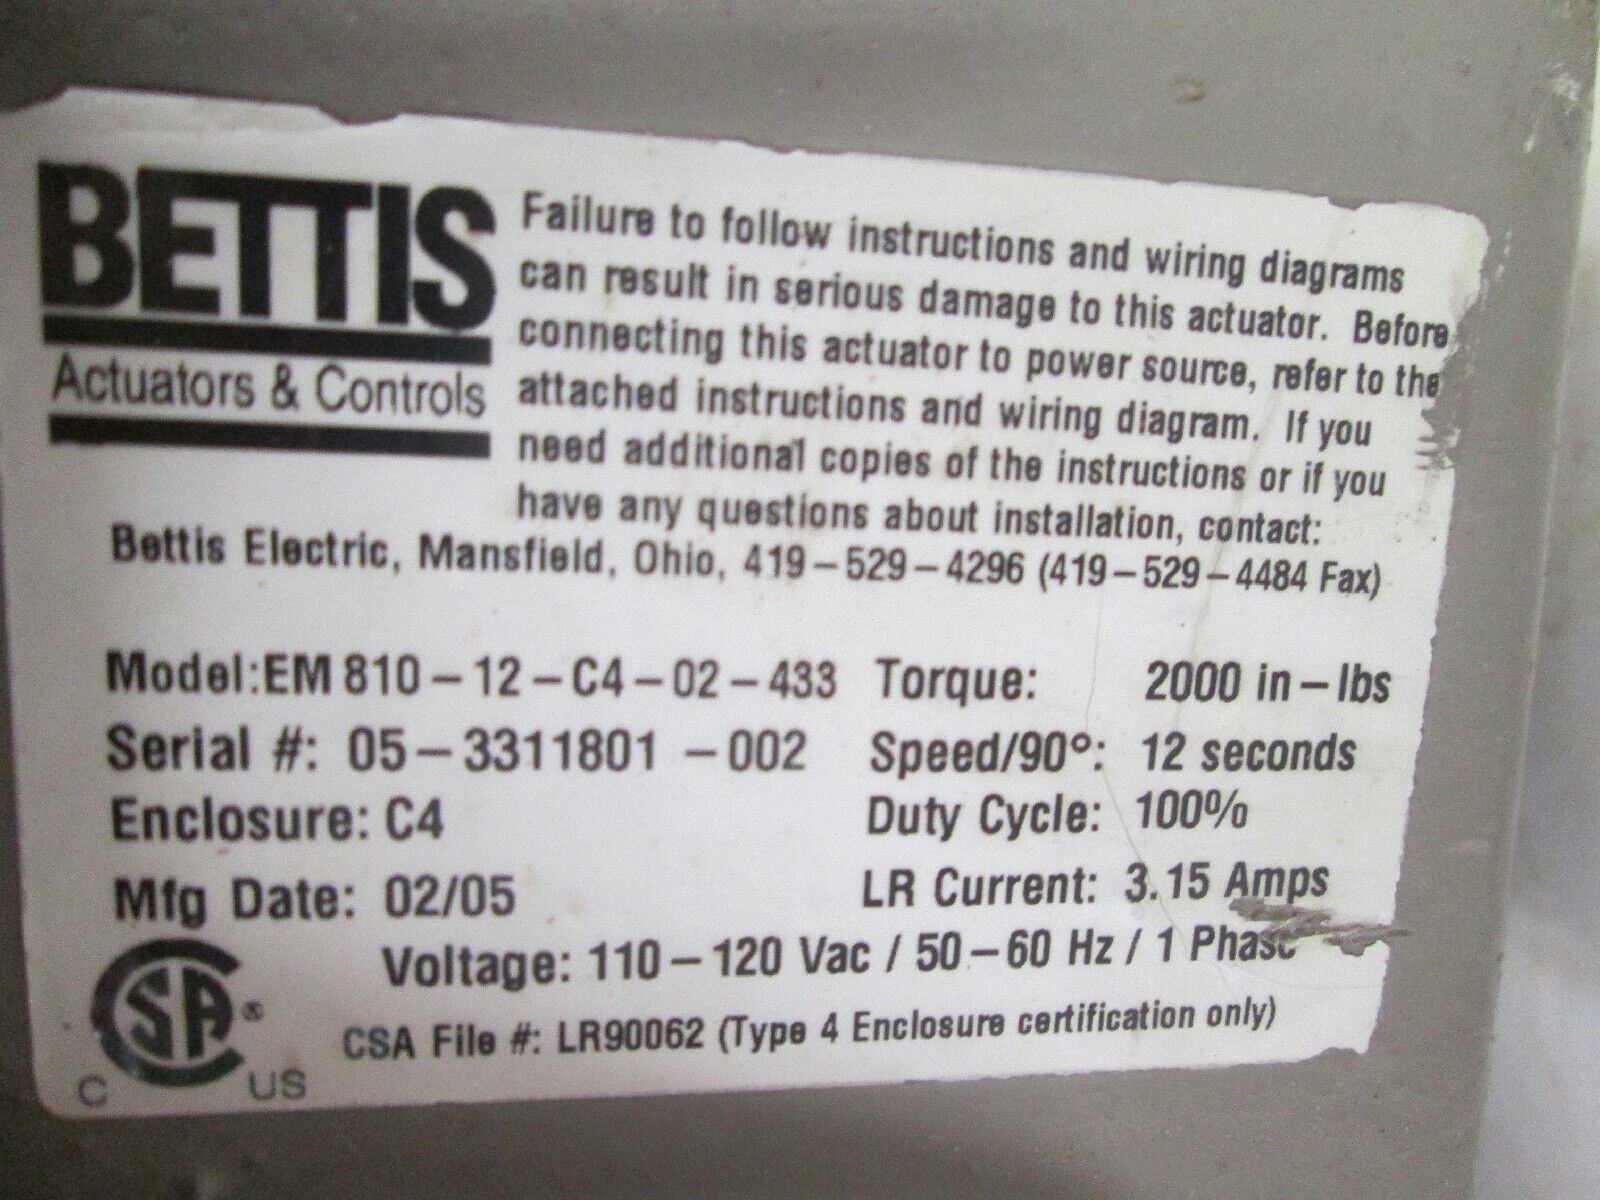 BETTIS
Actuators & Controls
Failure to follow instructions and wiring diagrams
can result in serious damage to this actuator. Before
connecting this actuator to power source, refer to the
attached instructions and wiring diagram. If you
need additional copies of the instructions or if you
have any questions about installation, contact:
Bettis Electric, Mansfield, Ohio, 419-529-4296 (419-529-4484 Fax)
Model:EM 810-12-C4-02-433 Torque: 2000 in-lbs
Serial #: 05-3311801-002 Speed/90°: 12 seconds
Enclosure: C4 Duty Cycle: 100%
Mfg Date: 02/05 LR Current: 3.15 Amps
Voltage: 110-120 Vac / 50-60 Hz / 1 Phase
CSA File #: LR90062 (Type 4 Enclosure certification only)
C SA® US